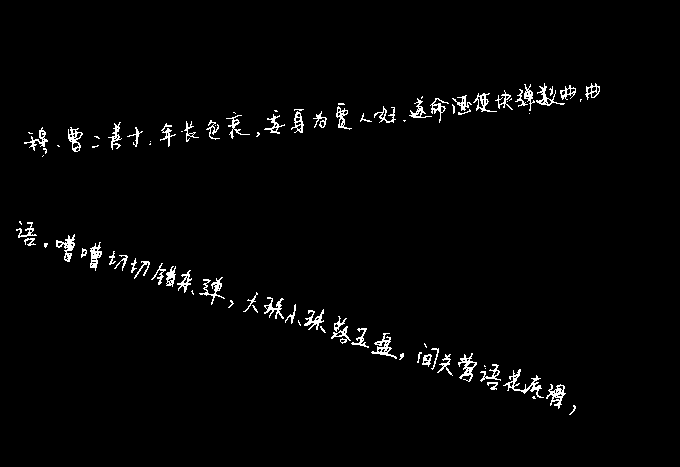 穆、曹二善才，年长色衰，委身为贾人妇。遂命酒使快弹数曲。曲
语。嘈嘈切切错杂弹，大珠小珠落玉盘。间关莺语花底滑，